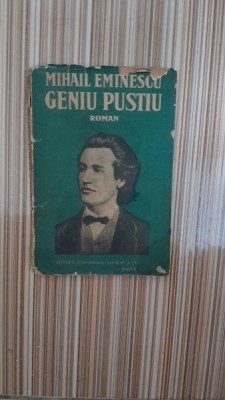 MIHAIL EMINESCU
GENIU PUSTIU
ROMAN